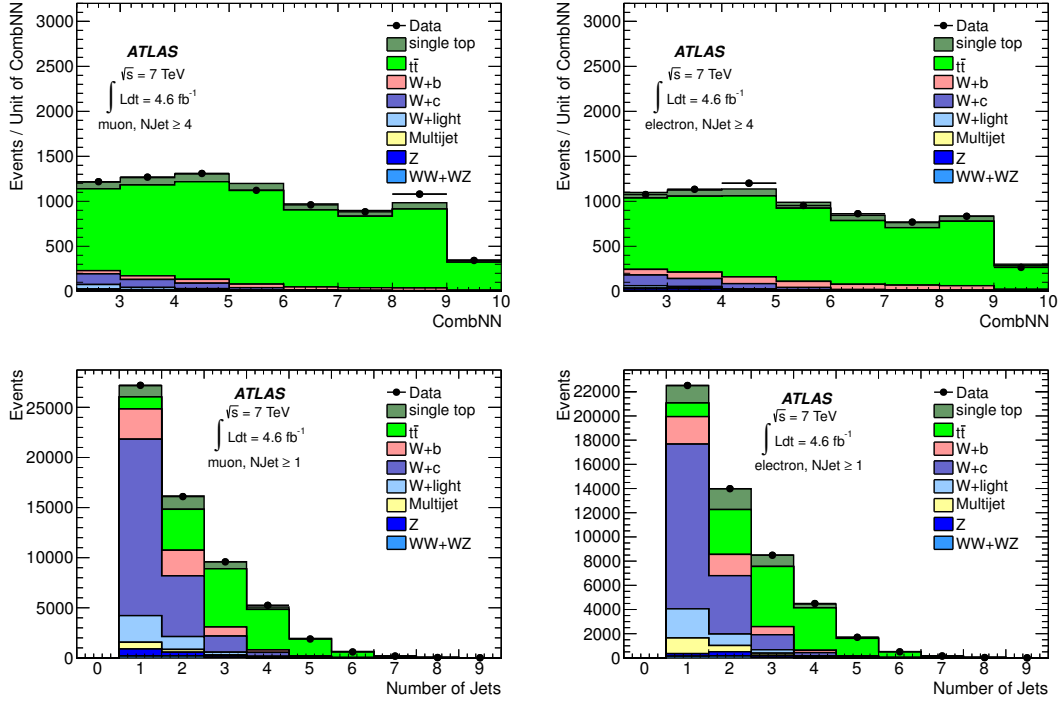 Events / Unit of CombNN
3000
2500
2000
1500
1000
500
0
ATLAS
∫
√s = 7 TeV
Ldt = 4.6 fb⁻¹
muon, NJet ≥ 4
Data
single top
tt̄
W+b
W+c
W+light
Multijet
Z
WW+WZ
3 4 5 6 7 8 9 10
CombNN
Events / Unit of CombNN
3000
2500
2000
1500
1000
500
0
ATLAS
∫
√s = 7 TeV
Ldt = 4.6 fb⁻¹
electron, NJet ≥ 4
Data
single top
tt̄
W+b
W+c
W+light
Multijet
Z
WW+WZ
3 4 5 6 7 8 9 10
CombNN
Events
25000
20000
15000
10000
5000
0
ATLAS
∫
√s = 7 TeV
Ldt = 4.6 fb⁻¹
muon, NJet ≥ 1
Data
single top
tt̄
W+b
W+c
W+light
Multijet
Z
WW+WZ
0 1 2 3 4 5 6 7 8 9
Number of Jets
Events
22000
20000
18000
16000
14000
12000
10000
8000
6000
4000
2000
0
ATLAS
∫
√s = 7 TeV
Ldt = 4.6 fb⁻¹
electron, NJet ≥ 1
Data
single top
tt̄
W+b
W+c
W+light
Multijet
Z
WW+WZ
0 1 2 3 4 5 6 7 8 9
Number of Jets